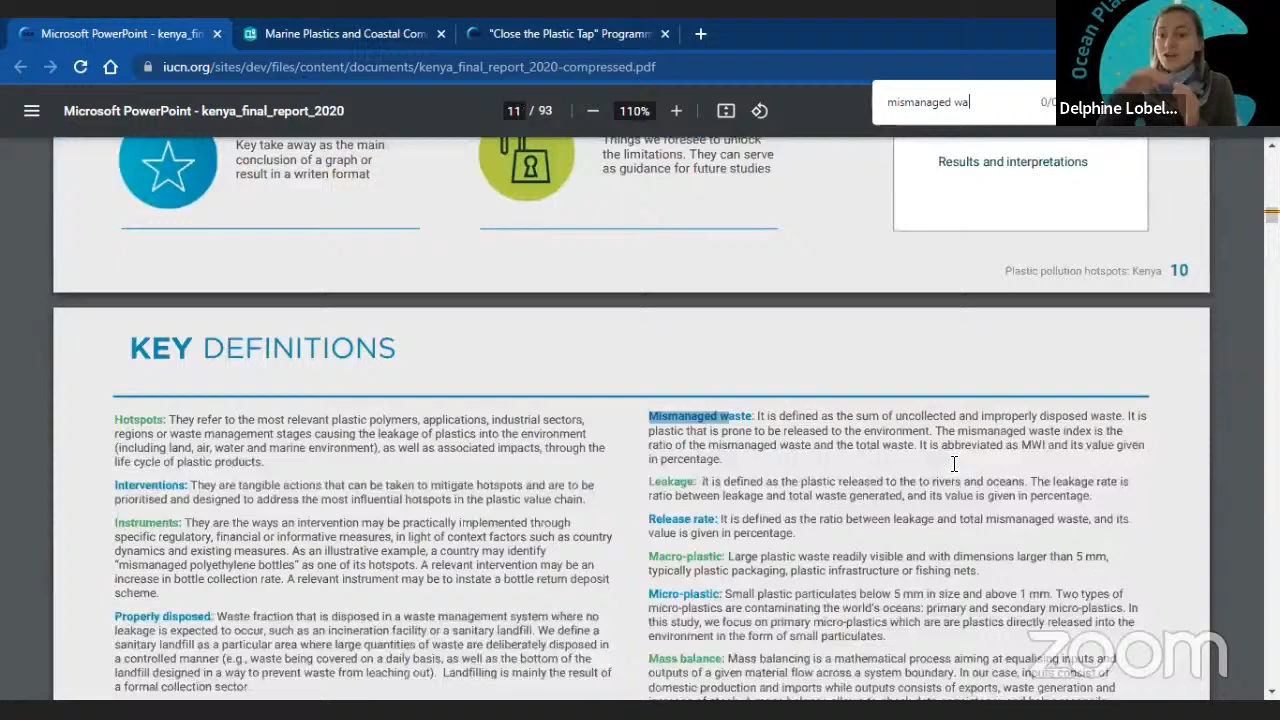 Microsoft PowerPoint - kenya_fin
Marine Plastics and Coastal Com
"Close the Plastic Tap" Programm
Ocean Pla
iucn.org/sites/dev/files/content/documents/kenya_final_report_2020-compressed.pdf
Microsoft PowerPoint - kenya_final_report_2020
11 / 93
110%
mismanaged wa
0/0
Delphine Lobel...
Key take away as the main
conclusion of a graph or
result in a writen format
Things we foresee to unlock
the limitations. They can serve
as guidance for future studies
Results and interpretations
Plastic pollution hotspots: Kenya 10
KEY DEFINITIONS
Hotspots: They refer to the most relevant plastic polymers, applications, industrial sectors,
regions or waste management stages causing the leakage of plastics into the environment
(including land, air, water and marine environment), as well as associated impacts, through the
life cycle of plastic products.
Interventions: They are tangible actions that can be taken to mitigate hotspots and are to be
prioritised and designed to address the most influential hotspots in the plastic value chain.
Instruments: They are the ways an intervention may be practically implemented through
specific regulatory, financial or informative measures, in light of context factors such as country
dynamics and existing measures. As an illustrative example, a country may identify
"mismanaged polyethylene bottles" as one of its hotspots. A relevant intervention may be an
increase in bottle collection rate. A relevant instrument may be to instate a bottle return deposit
scheme.
Properly disposed: Waste fraction that is disposed in a waste management system where no
leakage is expected to occur, such as an incineration facility or a sanitary landfill. We define a
sanitary landfill as a particular area where large quantities of waste are deliberately disposed in
a controlled manner (e.g., waste being covered on a daily basis, as well as the bottom of the
landfill designed in a way to prevent waste from leaching out). Landfilling is mainly the result of
a formal collection sector.
Mismanaged waste: It is defined as the sum of uncollected and improperly disposed waste. It is
plastic that is prone to be released to the environment. The mismanaged waste index is the
ratio of the mismanaged waste and the total waste. It is abbreviated as MWI and its value given
in percentage.
Leakage: It is defined as the plastic released to the to rivers and oceans. The leakage rate is
ratio between leakage and total waste generated, and its value is given in percentage.
Release rate: It is defined as the ratio between leakage and total mismanaged waste, and its
value is given in percentage.
Macro-plastic: Large plastic waste readily visible and with dimensions larger than 5 mm,
typically plastic packaging, plastic infrastructure or fishing nets.
Micro-plastic: Small plastic particulates below 5 mm in size and above 1 mm. Two types of
micro-plastics are contaminating the world's oceans: primary and secondary micro-plastics. In
this study, we focus on primary micro-plastics which are are plastics directly released into the
environment in the form of small particulates.
Mass balance: Mass balancing is a mathematical process aiming at equalising inputs and
outputs of a given material flow across a system boundary. In our case, inputs consist of
domestic production and imports while outputs consists of exports, waste generation and
zoom